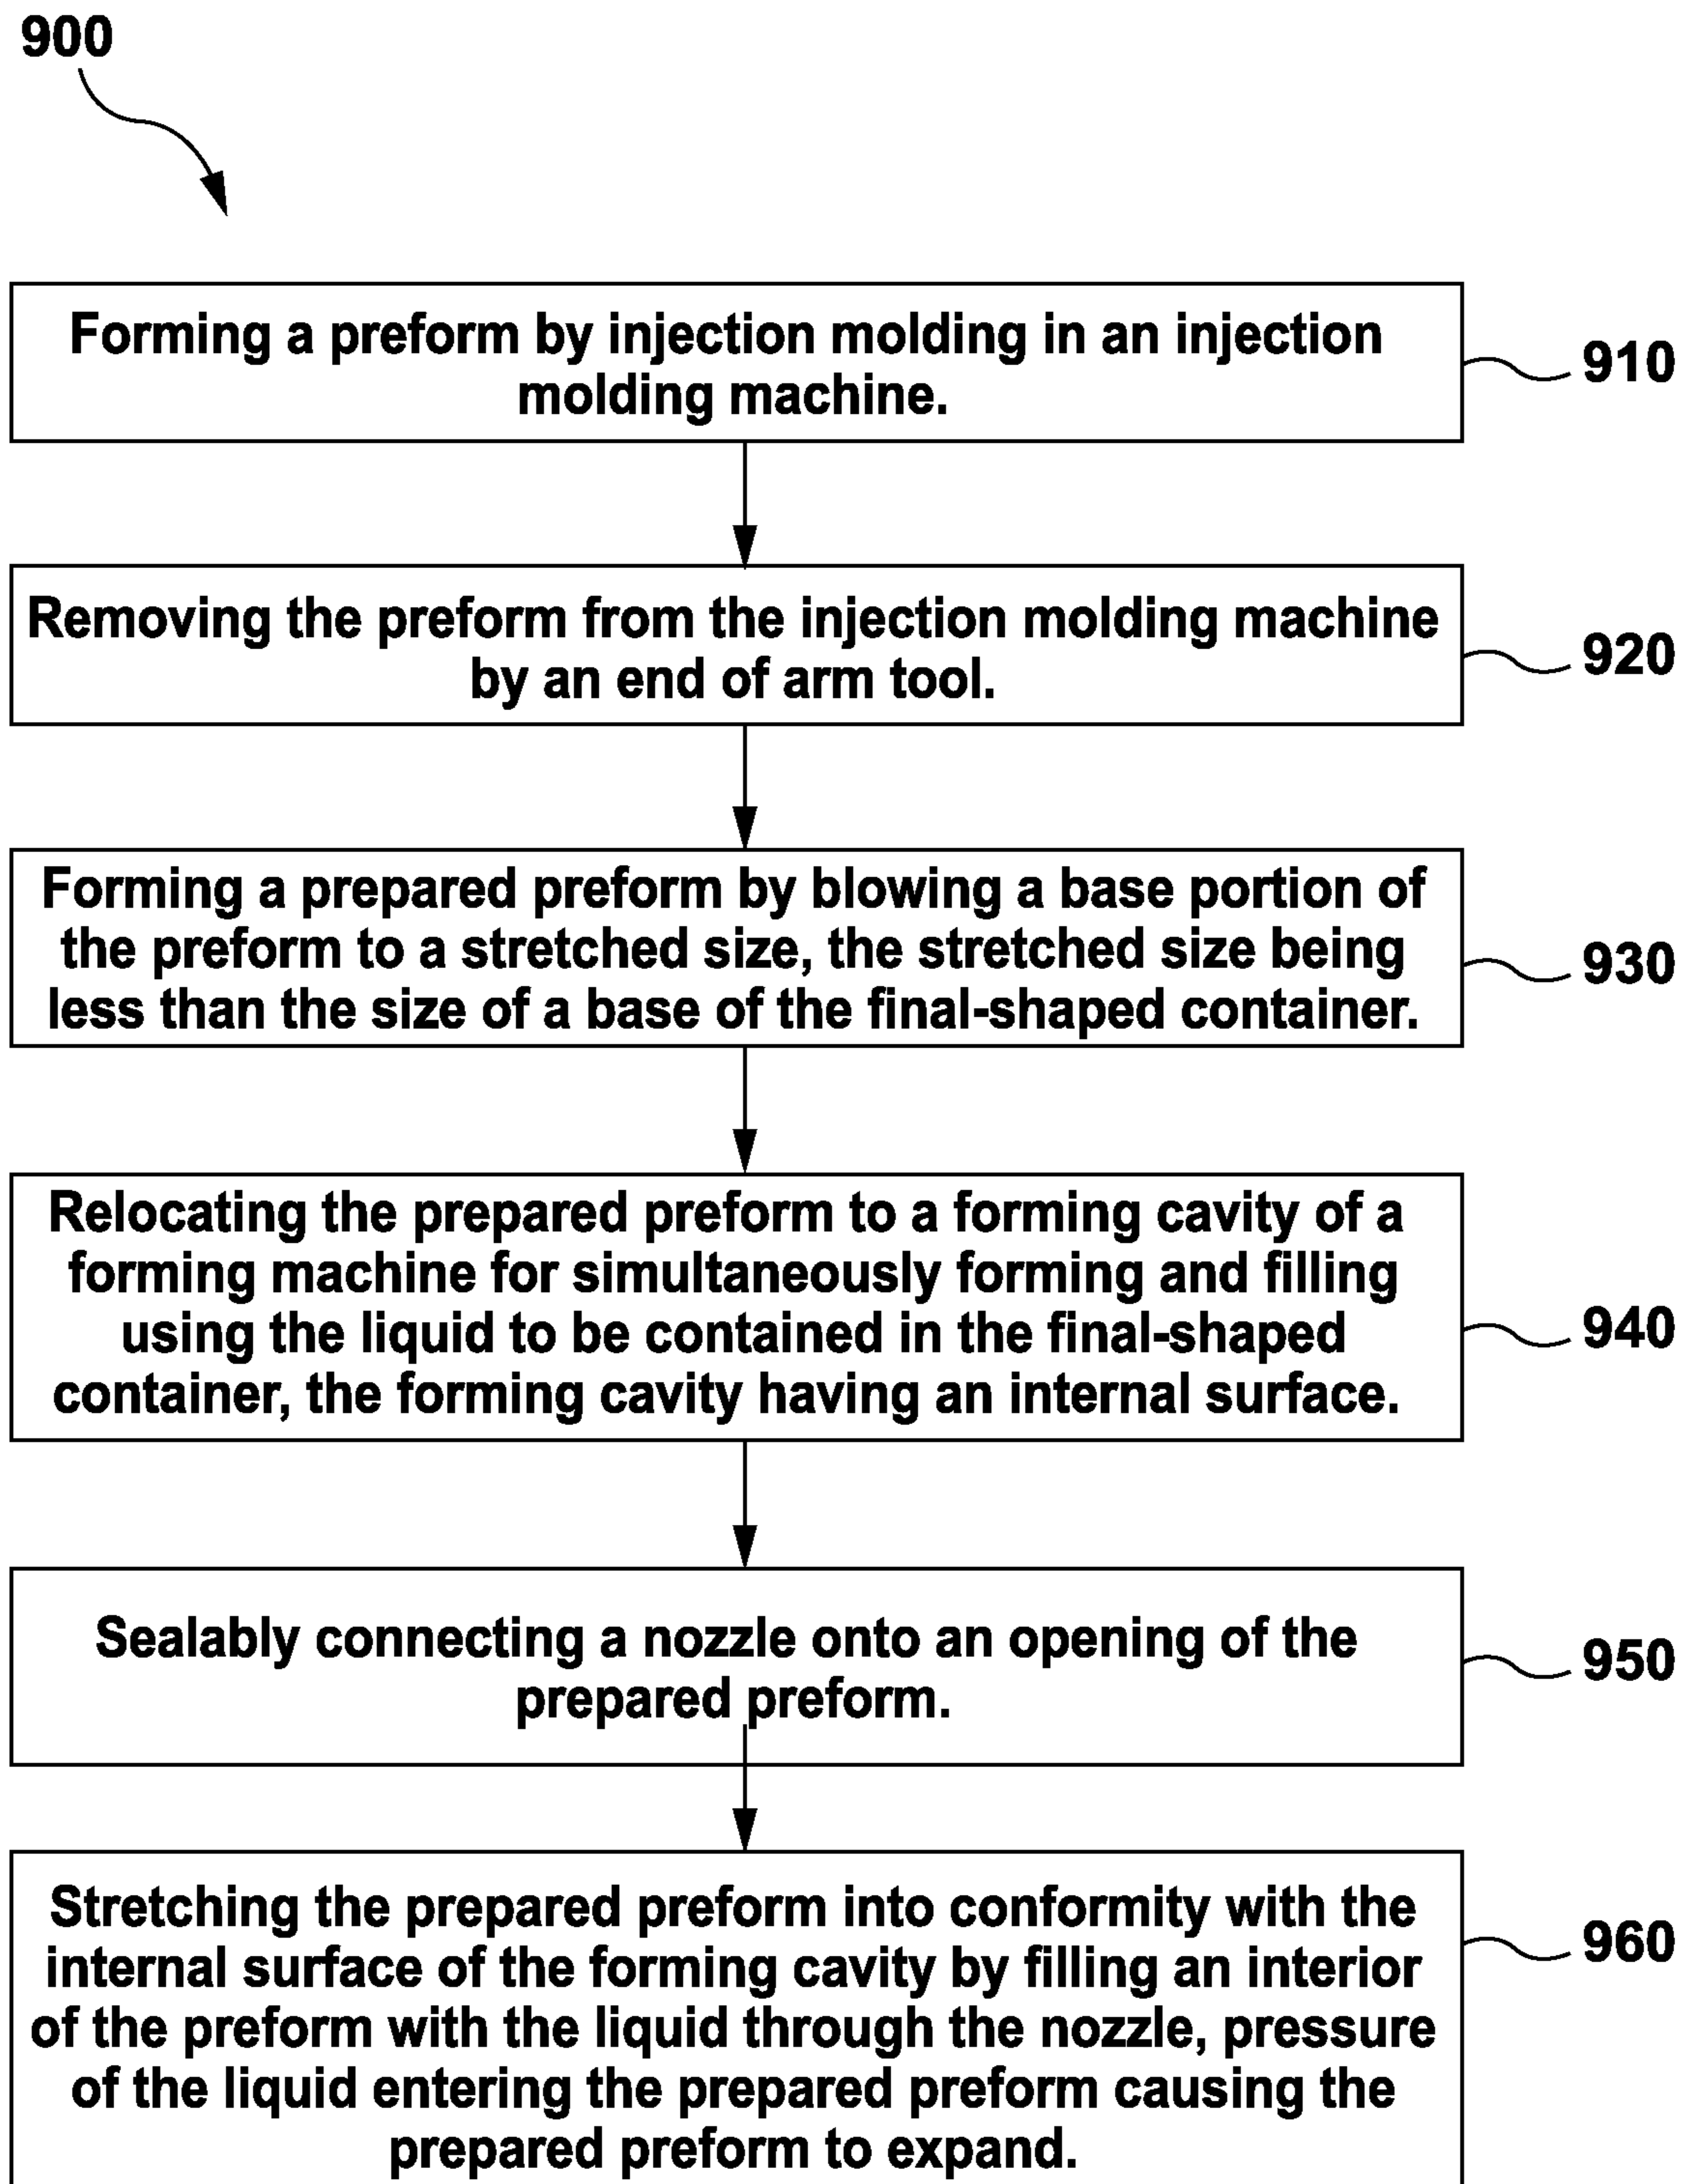 900
Forming a preform by injection molding in an injection
molding machine.
910
Removing the preform from the injection molding machine
by an end of arm tool.
920
Forming a prepared preform by blowing a base portion of
the preform to a stretched size, the stretched size being
less than the size of a base of the final-shaped container.
930
Relocating the prepared preform to a forming cavity of a
forming machine for simultaneously forming and filling
using the liquid to be contained in the final-shaped
container, the forming cavity having an internal surface.
940
Sealably connecting a nozzle onto an opening of the
prepared preform.
950
Stretching the prepared preform into conformity with the
internal surface of the forming cavity by filling an interior
of the preform with the liquid through the nozzle, pressure
of the liquid entering the prepared preform causing the
prepared preform to expand.
960